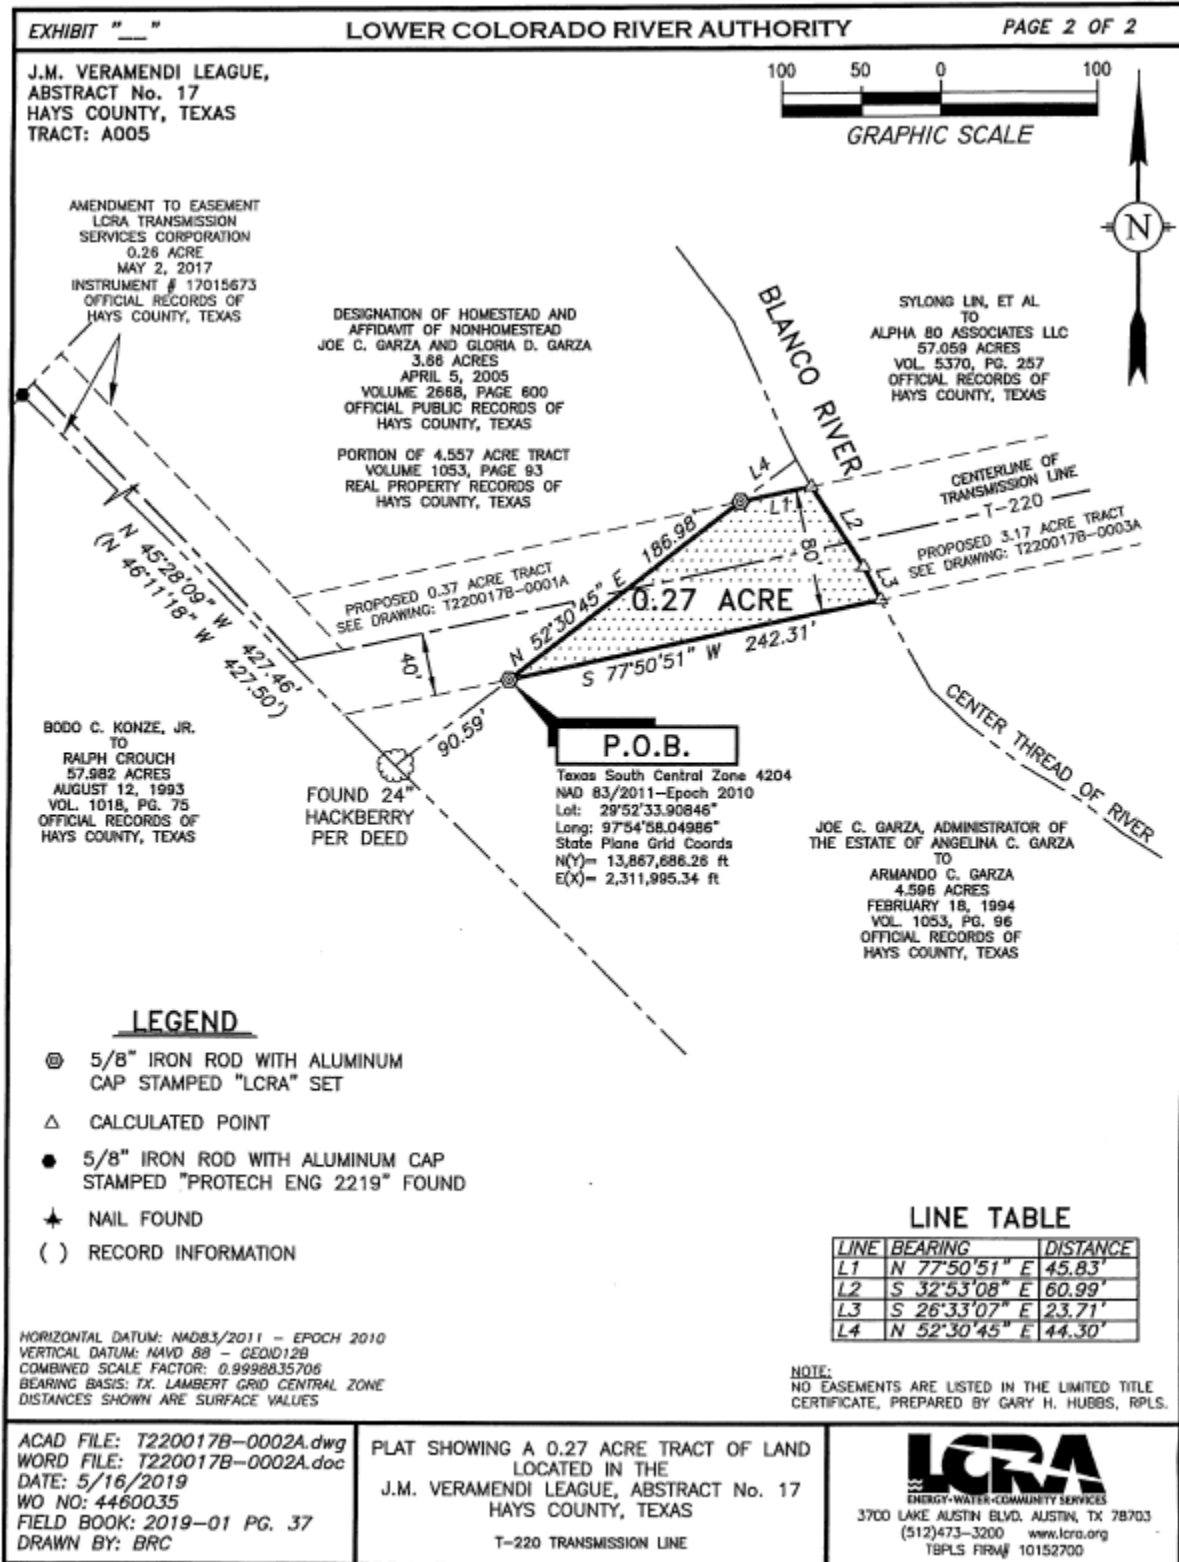 EXHIBIT "__"
LOWER COLORADO RIVER AUTHORITY
PAGE 2 OF 2
J.M. VERAMENDI LEAGUE,
ABSTRACT No. 17
HAYS COUNTY, TEXAS
TRACT: A005
100 50 0 100
GRAPHIC SCALE
N
AMENDMENT TO EASEMENT
LCRA TRANSMISSION
SERVICES CORPORATION
0.26 ACRE
MAY 2, 2017
INSTRUMENT # 17015673
OFFICIAL RECORDS OF
HAYS COUNTY, TEXAS
DESIGNATION OF HOMESTEAD AND
AFFIDAVIT OF NONHOMESTEAD
JOE C. GARZA AND GLORIA D. GARZA
3.66 ACRES
APRIL 5, 2005
VOLUME 2668, PAGE 600
OFFICIAL PUBLIC RECORDS OF
HAYS COUNTY, TEXAS
PORTION OF 4.557 ACRE TRACT
VOLUME 1053, PAGE 93
REAL PROPERTY RECORDS OF
HAYS COUNTY, TEXAS
BLANCO RIVER
SYLONG LIN, ET AL
TO
ALPHA 80 ASSOCIATES LLC
57.059 ACRES
VOL. 5370, PG. 257
OFFICIAL RECORDS OF
HAYS COUNTY, TEXAS
CENTERLINE OF
TRANSMISSION LINE
T-220
PROPOSED 3.17 ACRE TRACT
SEE DRAWING: T220017B-0003A
L4
L1
L2
L3
80'
186.98'
N 52°30'45" E
0.27 ACRE
S 77°50'51" W 242.31'
PROPOSED 0.37 ACRE TRACT
SEE DRAWING: T220017B-0001A
40'
N 45°28'09" W 427.46'
(N 46°11'18" W 427.50')
90.59'
FOUND 24"
HACKBERRY
PER DEED
BODO C. KONZE, JR.
TO
RALPH CROUCH
57.982 ACRES
AUGUST 12, 1993
VOL. 1018, PG. 75
OFFICIAL RECORDS OF
HAYS COUNTY, TEXAS
P.O.B.
Texas South Central Zone 4204
NAD 83/2011-Epoch 2010
Lat: 29°52'33.90846"
Long: 97°54'58.04986"
State Plane Grid Coords
N(Y)= 13,867,686.26 ft
E(X)= 2,311,995.34 ft
CENTER THREAD OF RIVER
JOE C. GARZA, ADMINISTRATOR OF
THE ESTATE OF ANGELINA C. GARZA
TO
ARMANDO C. GARZA
4.596 ACRES
FEBRUARY 18, 1994
VOL. 1053, PG. 96
OFFICIAL RECORDS OF
HAYS COUNTY, TEXAS
LEGEND
5/8" IRON ROD WITH ALUMINUM
CAP STAMPED "LCRA" SET
CALCULATED POINT
5/8" IRON ROD WITH ALUMINUM CAP
STAMPED "PROTECH ENG 2219" FOUND
NAIL FOUND
( ) RECORD INFORMATION
LINE TABLE
LINE BEARING DISTANCE
L1 N 77°50'51" E 45.83'
L2 S 32°53'08" E 60.99'
L3 S 26°33'07" E 23.71'
L4 N 52°30'45" E 44.30'
HORIZONTAL DATUM: NAD83/2011 - EPOCH 2010
VERTICAL DATUM: NAVD 88 - GEOID12B
COMBINED SCALE FACTOR: 0.9998835706
BEARING BASIS: TX. LAMBERT GRID CENTRAL ZONE
DISTANCES SHOWN ARE SURFACE VALUES
NOTE:
NO EASEMENTS ARE LISTED IN THE LIMITED TITLE
CERTIFICATE, PREPARED BY GARY H. HUBBS, RPLS.
ACAD FILE: T220017B-0002A.dwg
WORD FILE: T220017B-0002A.doc
DATE: 5/16/2019
WO NO: 4460035
FIELD BOOK: 2019-01 PG. 37
DRAWN BY: BRC
PLAT SHOWING A 0.27 ACRE TRACT OF LAND
LOCATED IN THE
J.M. VERAMENDI LEAGUE, ABSTRACT No. 17
HAYS COUNTY, TEXAS
T-220 TRANSMISSION LINE
LCRA
ENERGY•WATER•COMMUNITY SERVICES
3700 LAKE AUSTIN BLVD. AUSTIN, TX 78703
(512)473-3200 www.lcra.org
TBPLS FIRM# 10152700